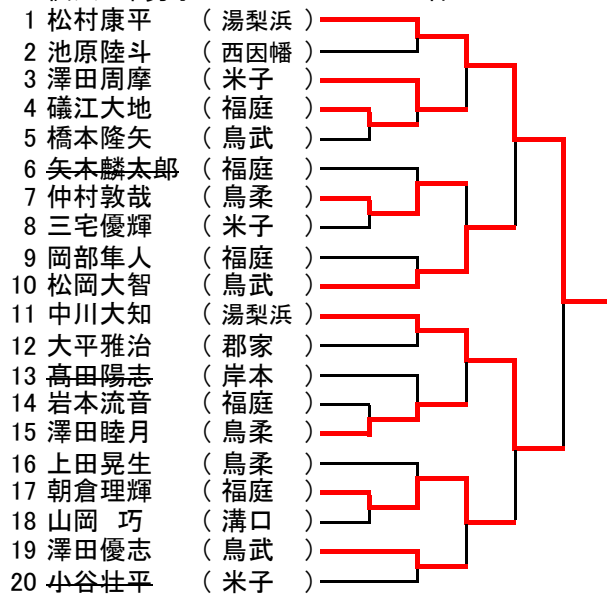 1 松村康平 （ 湯梨浜 ）
2 池原陸斗 （ 西因幡 ）
3 澤田周摩 （ 米子 ）
4 礒江大地 （ 福庭 ）
5 橋本隆矢 （ 鳥武 ）
6 矢木麟太郎 （ 福庭 ）
7 仲村敦哉 （ 鳥柔 ）
8 三宅優輝 （ 米子 ）
9 岡部隼人 （ 福庭 ）
10 松岡大智 （ 鳥武 ）
11 中川大知 （ 湯梨浜 ）
12 大平雅治 （ 郡家 ）
13 髙田陽志 （ 岸本 ）
14 岩本流音 （ 福庭 ）
15 澤田睦月 （ 鳥柔 ）
16 上田晃生 （ 鳥柔 ）
17 朝倉理輝 （ 福庭 ）
18 山岡　巧 （ 溝口 ）
19 澤田優志 （ 鳥武 ）
20 小谷壮平 （ 米子 ）